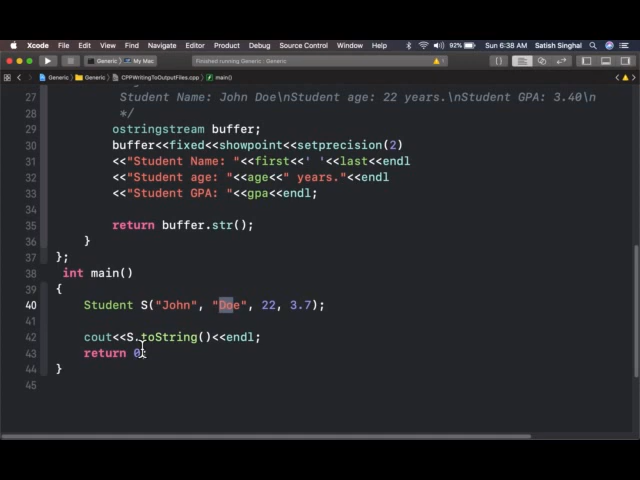 Xcode File Edit View Find Navigate Editor Product Debug Source Control Window Help 92% Sun 6:38 AM Satish Singhal
Generic My Mac Finished running Generic : Generic 1
Generic Generic CPPWritingToOutputFiles.cpp main()
27 Student Name: John Doe\nStudent age: 22 years.\nStudent GPA: 3.40\n
28 */
29 ostringstream buffer;
30 buffer<<fixed<<showpoint<<setprecision(2)
31 <<"Student Name: "<<first<<' '<<last<<endl
32 <<"Student age: "<<age<<" years."<<endl
33 <<"Student GPA: "<<gpa<<endl;
34
35 return buffer.str();
36 }
37 };
38 int main()
39 {
40 Student S("John", "Doe", 22, 3.7);
41
42 cout<<S.toString()<<endl;
43 return 0;
44 }
45